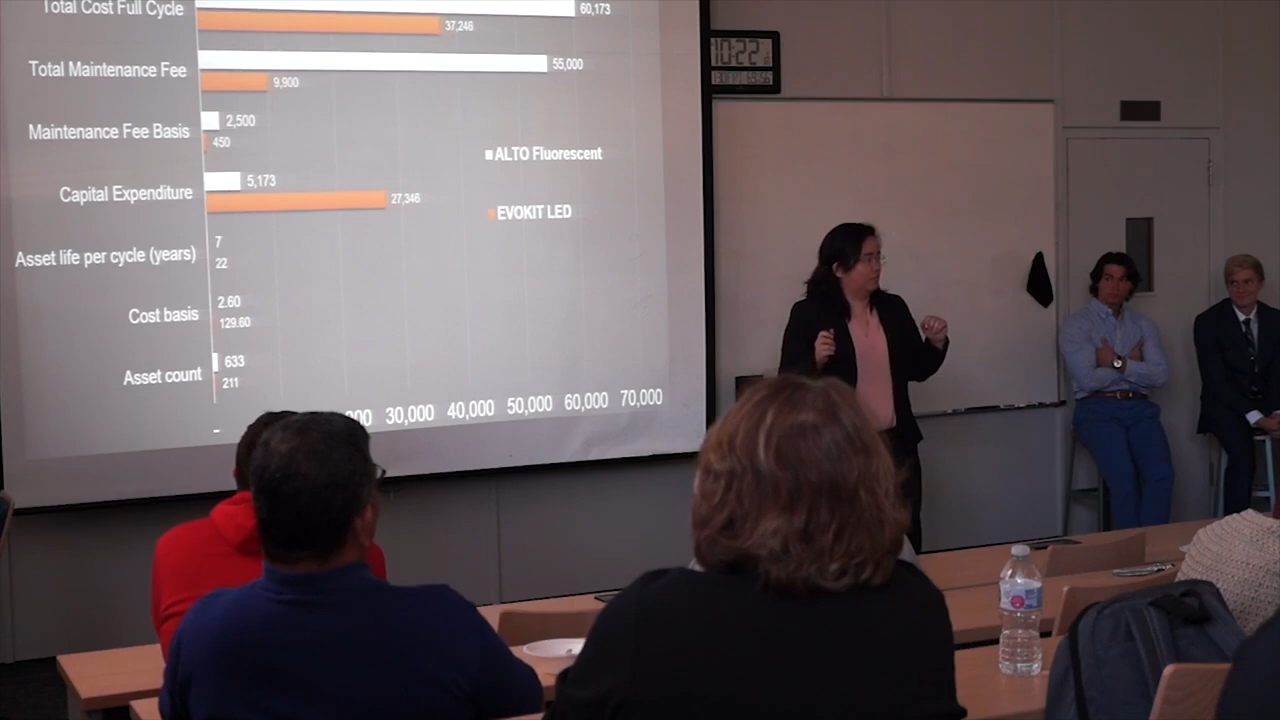 Total Cost Full Cycle
60,173
37,246
Total Maintenance Fee
55,000
9,900
Maintenance Fee Basis
2,500
450
ALTO Fluorescent
Capital Expenditure
5,173
27,346
EVOKIT LED
Asset life per cycle (years)
7
22
Cost basis
2.60
129.60
Asset count
633
211
30,000 40,000 50,000 60,000 70,000
10:22